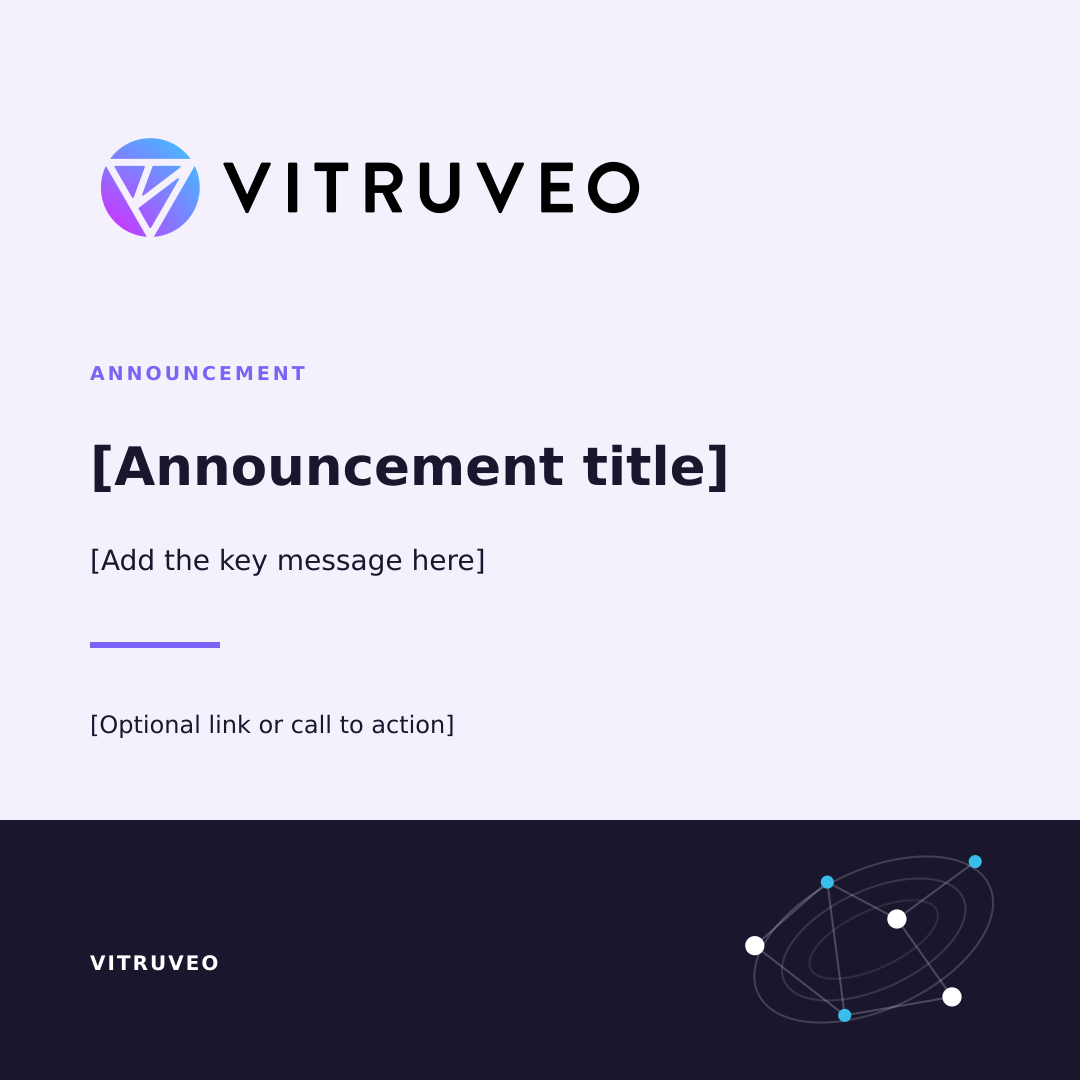 VITRUVEO
ANNOUNCEMENT
[Announcement title]
[Add the key message here]
[Optional link or call to action]
VITRUVEO